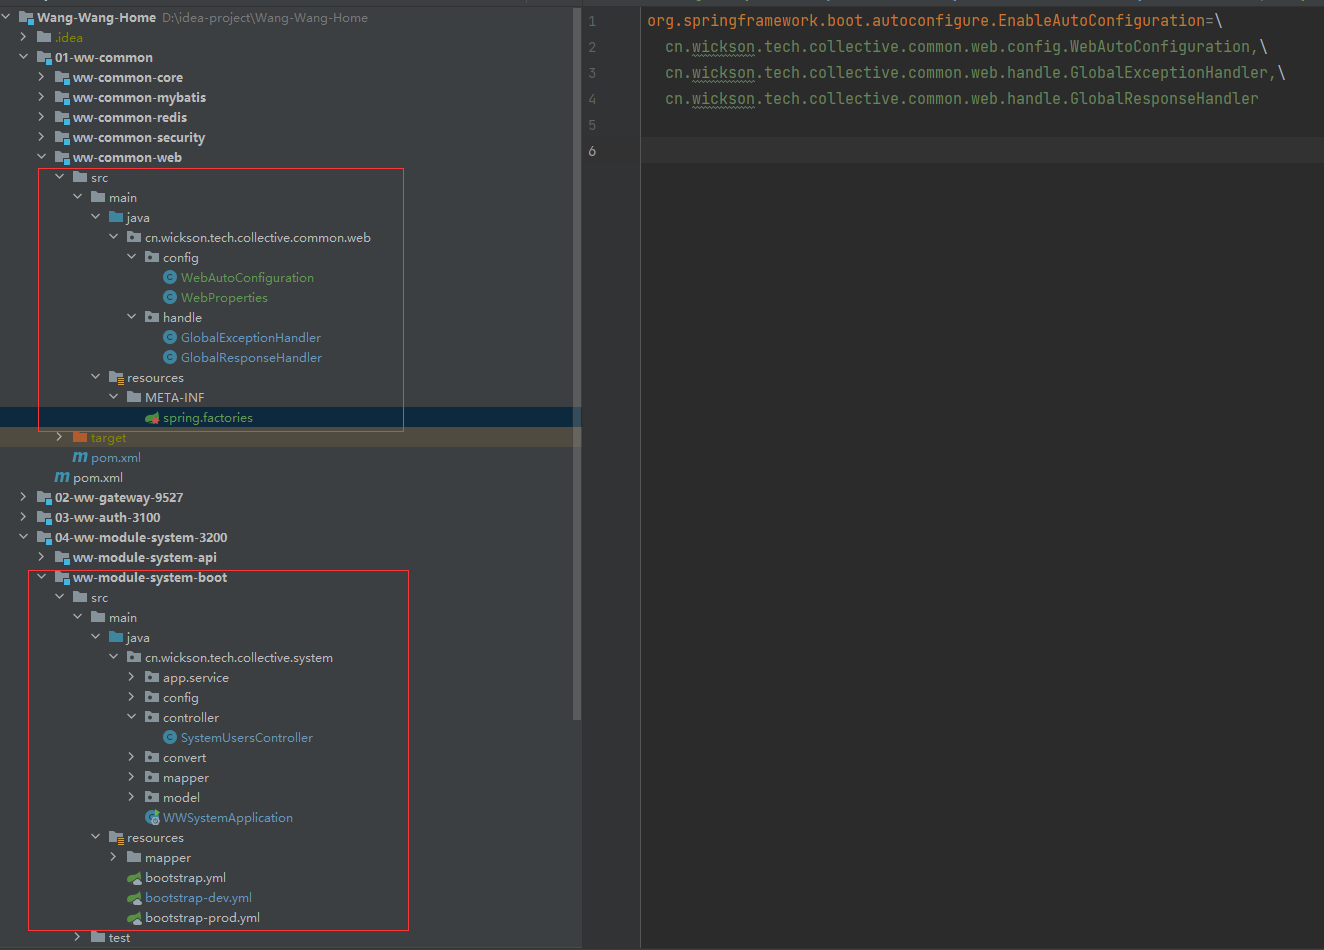 Wang-Wang-Home D:\idea-project\Wang-Wang-Home
.idea
01-ww-common
ww-common-core
ww-common-mybatis
ww-common-redis
ww-common-security
ww-common-web
src
main
java
cn.wickson.tech.collective.common.web
config
WebAutoConfiguration
WebProperties
handle
GlobalExceptionHandler
GlobalResponseHandler
resources
META-INF
spring.factories
target
pom.xml
pom.xml
02-ww-gateway-9527
03-ww-auth-3100
04-ww-module-system-3200
ww-module-system-api
ww-module-system-boot
src
main
java
cn.wickson.tech.collective.system
app.service
config
controller
SystemUsersController
convert
mapper
model
WWSystemApplication
resources
mapper
bootstrap.yml
bootstrap-dev.yml
bootstrap-prod.yml
test
1 org.springframework.boot.autoconfigure.EnableAutoConfiguration=\
2 cn.wickson.tech.collective.common.web.config.WebAutoConfiguration,\
3 cn.wickson.tech.collective.common.web.handle.GlobalExceptionHandler,\
4 cn.wickson.tech.collective.common.web.handle.GlobalResponseHandler
5
6